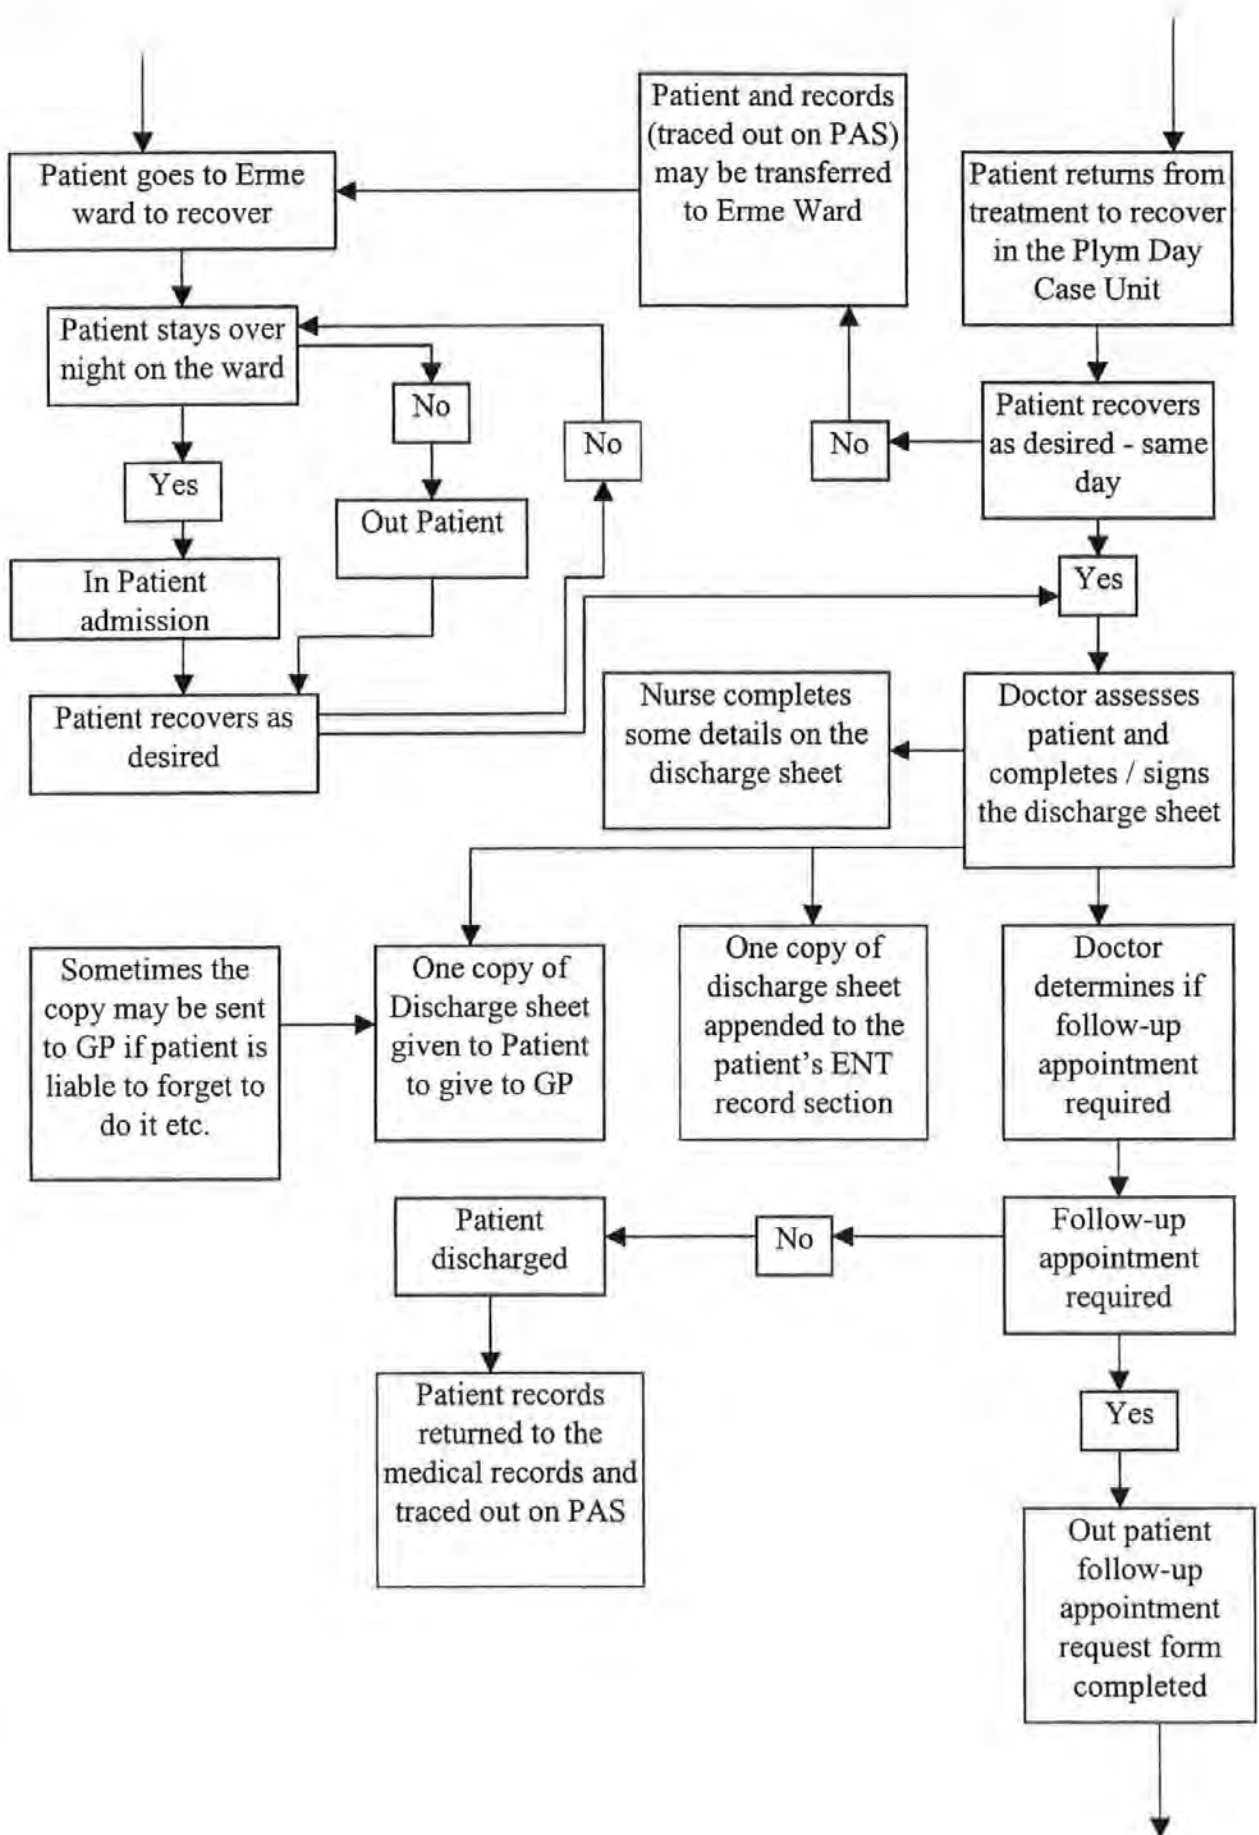 Patient and records
(traced out on PAS)
may be transferred
to Erme Ward
Patient goes to Erme
ward to recover
Patient returns from
treatment to recover
in the Plym Day
Case Unit
Patient stays over
night on the ward
No
No
No
Patient recovers
as desired - same
day
Yes
Out Patient
In Patient
admission
Yes
Patient recovers as
desired
Nurse completes
some details on the
discharge sheet
Doctor assesses
patient and
completes / signs
the discharge sheet
Sometimes the
copy may be sent
to GP if patient is
liable to forget to
do it etc.
One copy of
Discharge sheet
given to Patient
to give to GP
One copy of
discharge sheet
appended to the
patient's ENT
record section
Doctor
determines if
follow-up
appointment
required
Patient
discharged
No
Follow-up
appointment
required
Patient records
returned to the
medical records and
traced out on PAS
Yes
Out patient
follow-up
appointment
request form
completed